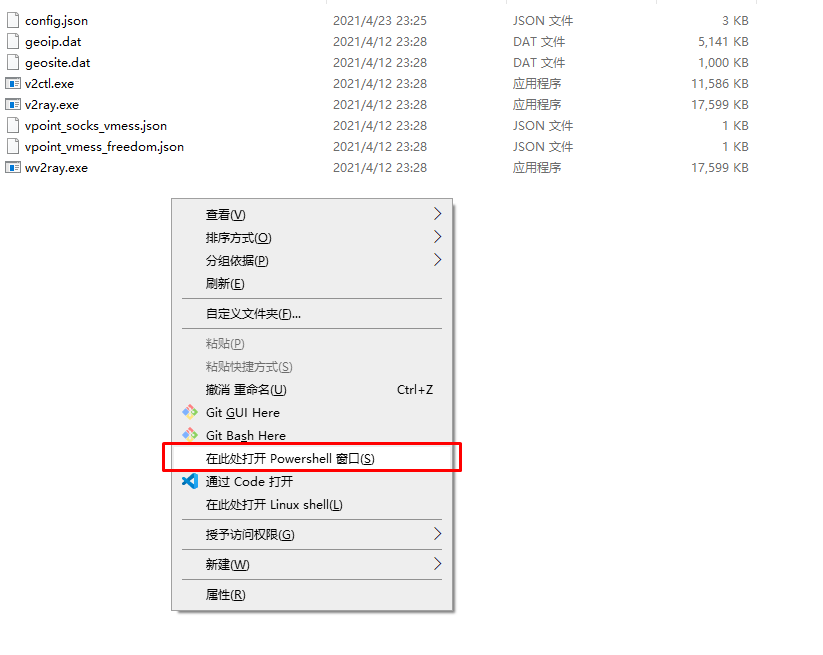 config.json 2021/4/23 23:25 JSON 文件 3 KB
geoip.dat 2021/4/12 23:28 DAT 文件 5,141 KB
geosite.dat 2021/4/12 23:28 DAT 文件 1,000 KB
v2ctl.exe 2021/4/12 23:28 应用程序 11,586 KB
v2ray.exe 2021/4/12 23:28 应用程序 17,599 KB
vpoint_socks_vmess.json 2021/4/12 23:28 JSON 文件 1 KB
vpoint_vmess_freedom.json 2021/4/12 23:28 JSON 文件 1 KB
wv2ray.exe 2021/4/12 23:28 应用程序 17,599 KB
查看(V)
排序方式(O)
分组依据(P)
刷新(E)
自定义文件夹(F)...
粘贴(P)
粘贴快捷方式(S)
撤消 重命名(U) Ctrl+Z
Git GUI Here
Git Bash Here
在此处打开 Powershell 窗口(S)
通过 Code 打开
在此处打开 Linux shell(L)
授予访问权限(G)
新建(W)
属性(R)